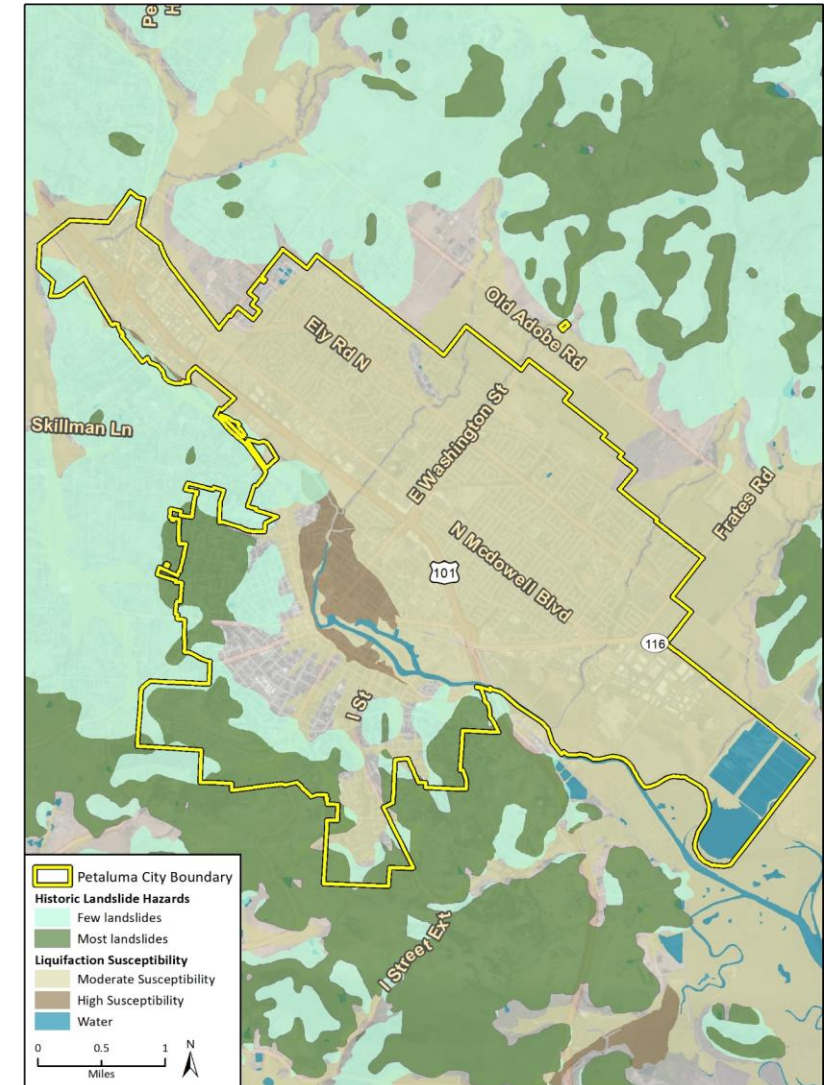 Pe
H
Old Adobe Rd
Ely Rd N
Skillman Ln
E Washington St
Frates Rd
N Mcdowell Blvd
101
116
I St
I Street Ext
Petaluma City Boundary
Historic Landslide Hazards
Few landslides
Most landslides
Liquifaction Susceptibility
Moderate Susceptibility
High Susceptibility
Water
0 0.5 1
Miles
N